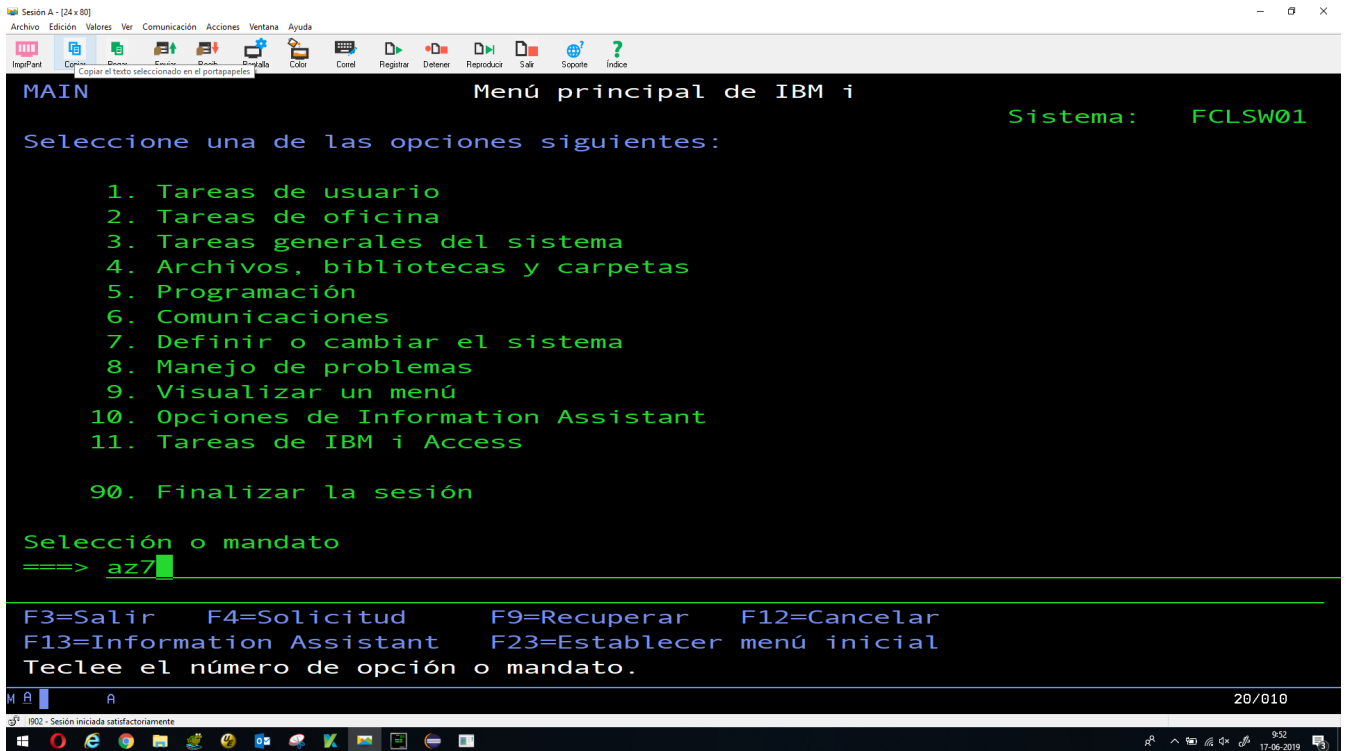 Sesión A - [24 x 80]
Archivo Edición Valores Ver Comunicación Acciones Ventana Ayuda
ImprPant Color Correl Registrar Detener Reproducir Salir Soporte Índice
Copiar el texto seleccionado en el portapapeles
MAIN Menú principal de IBM i
Sistema: FCLSW01
Seleccione una de las opciones siguientes:
1. Tareas de usuario
2. Tareas de oficina
3. Tareas generales del sistema
4. Archivos, bibliotecas y carpetas
5. Programación
6. Comunicaciones
7. Definir o cambiar el sistema
8. Manejo de problemas
9. Visualizar un menú
10. Opciones de Information Assistant
11. Tareas de IBM i Access
90. Finalizar la sesión
Selección o mandato
===> az7
F3=Salir F4=Solicitud F9=Recuperar F12=Cancelar
F13=Information Assistant F23=Establecer menú inicial
Teclee el número de opción o mandato.
M A A 20/010
I902 - Sesión iniciada satisfactoriamente
9:52
17-06-2019